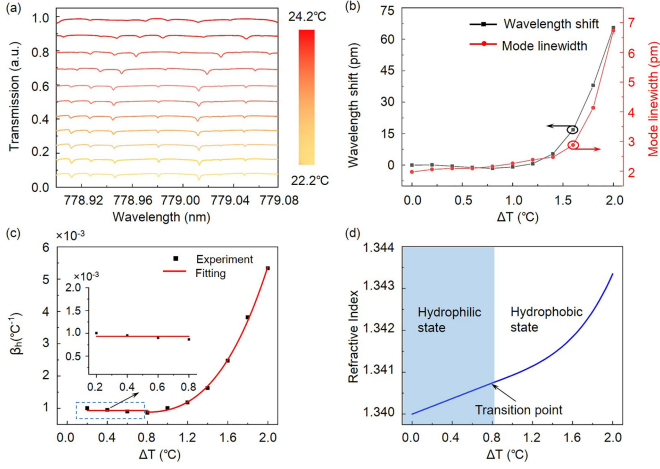 (a)
24.2℃
22.2℃
1.0
0.8
0.6
0.4
0.2
0.0
Transmission (a.u.)
778.92 778.96 779.00 779.04 779.08
Wavelength (nm)
(b)
Wavelength shift
Mode linewidth
75
60
45
30
15
0
Wavelength shift (pm)
7
6
5
4
3
2
Mode linewidth (pm)
0.0 0.5 1.0 1.5 2.0
ΔT (℃)
(c)
×10⁻³
6
5
4
3
2
1
βh(℃⁻¹)
Experiment
Fitting
×10⁻³
2.0
1.5
1.0
0.5
0.0
0.2 0.4 0.6 0.8
0.0 0.4 0.8 1.2 1.6 2.0
ΔT (℃)
(d)
1.344
1.343
1.342
1.341
1.340
Refractive Index
Hydrophilic
state
Hydrophobic
state
Transition point
0.0 0.4 0.8 1.2 1.6 2.0
ΔT (℃)